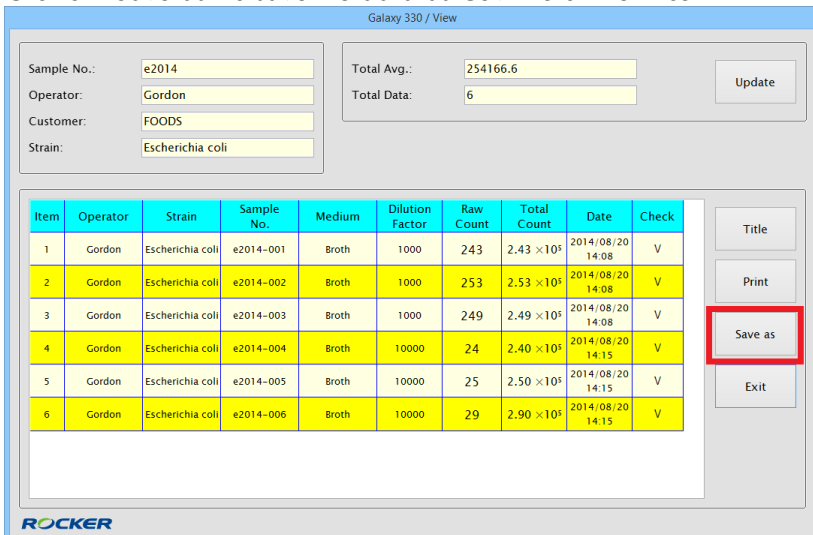 Galaxy 330 / View
Sample No.: e2014
Operator: Gordon
Customer: FOODS
Strain: Escherichia coli
Total Avg.: 254166.6
Total Data: 6
Update
Item Operator Strain Sample No. Medium Dilution Factor Raw Count Total Count Date Check
1 Gordon Escherichia coli e2014-001 Broth 1000 243 2.43 ×10⁵ 2014/08/20 14:08 V
2 Gordon Escherichia coli e2014-002 Broth 1000 253 2.53 ×10⁵ 2014/08/20 14:08 V
3 Gordon Escherichia coli e2014-003 Broth 1000 249 2.49 ×10⁵ 2014/08/20 14:08 V
4 Gordon Escherichia coli e2014-004 Broth 10000 24 2.40 ×10⁵ 2014/08/20 14:15 V
5 Gordon Escherichia coli e2014-005 Broth 10000 25 2.50 ×10⁵ 2014/08/20 14:15 V
6 Gordon Escherichia coli e2014-006 Broth 10000 29 2.90 ×10⁵ 2014/08/20 14:15 V
Title
Print
Save as
Exit
ROCKER